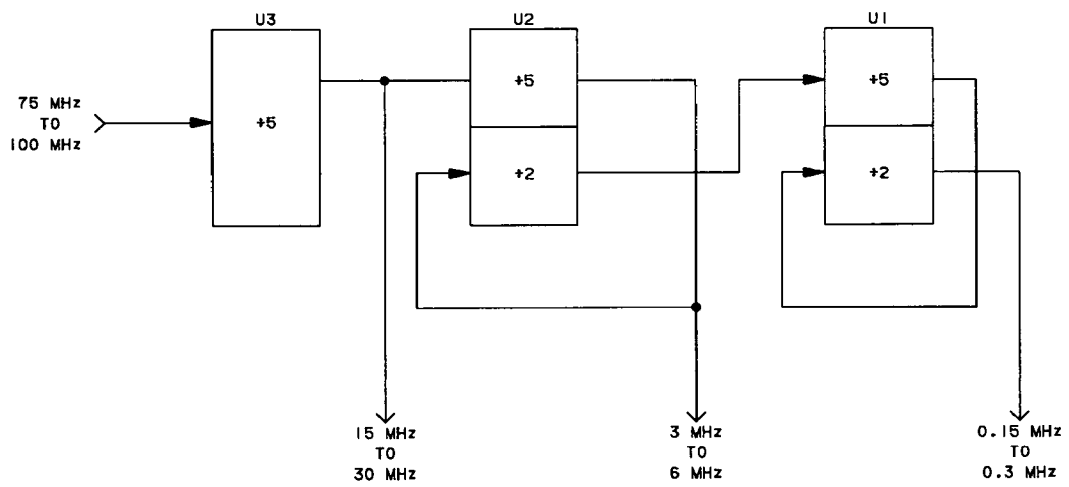 U3
U2
U1
75 MHz
TO
100 MHz
+5
+5
+2
+5
+2
15 MHz
TO
30 MHz
3 MHz
TO
6 MHz
0.15 MHz
TO
0.3 MHz